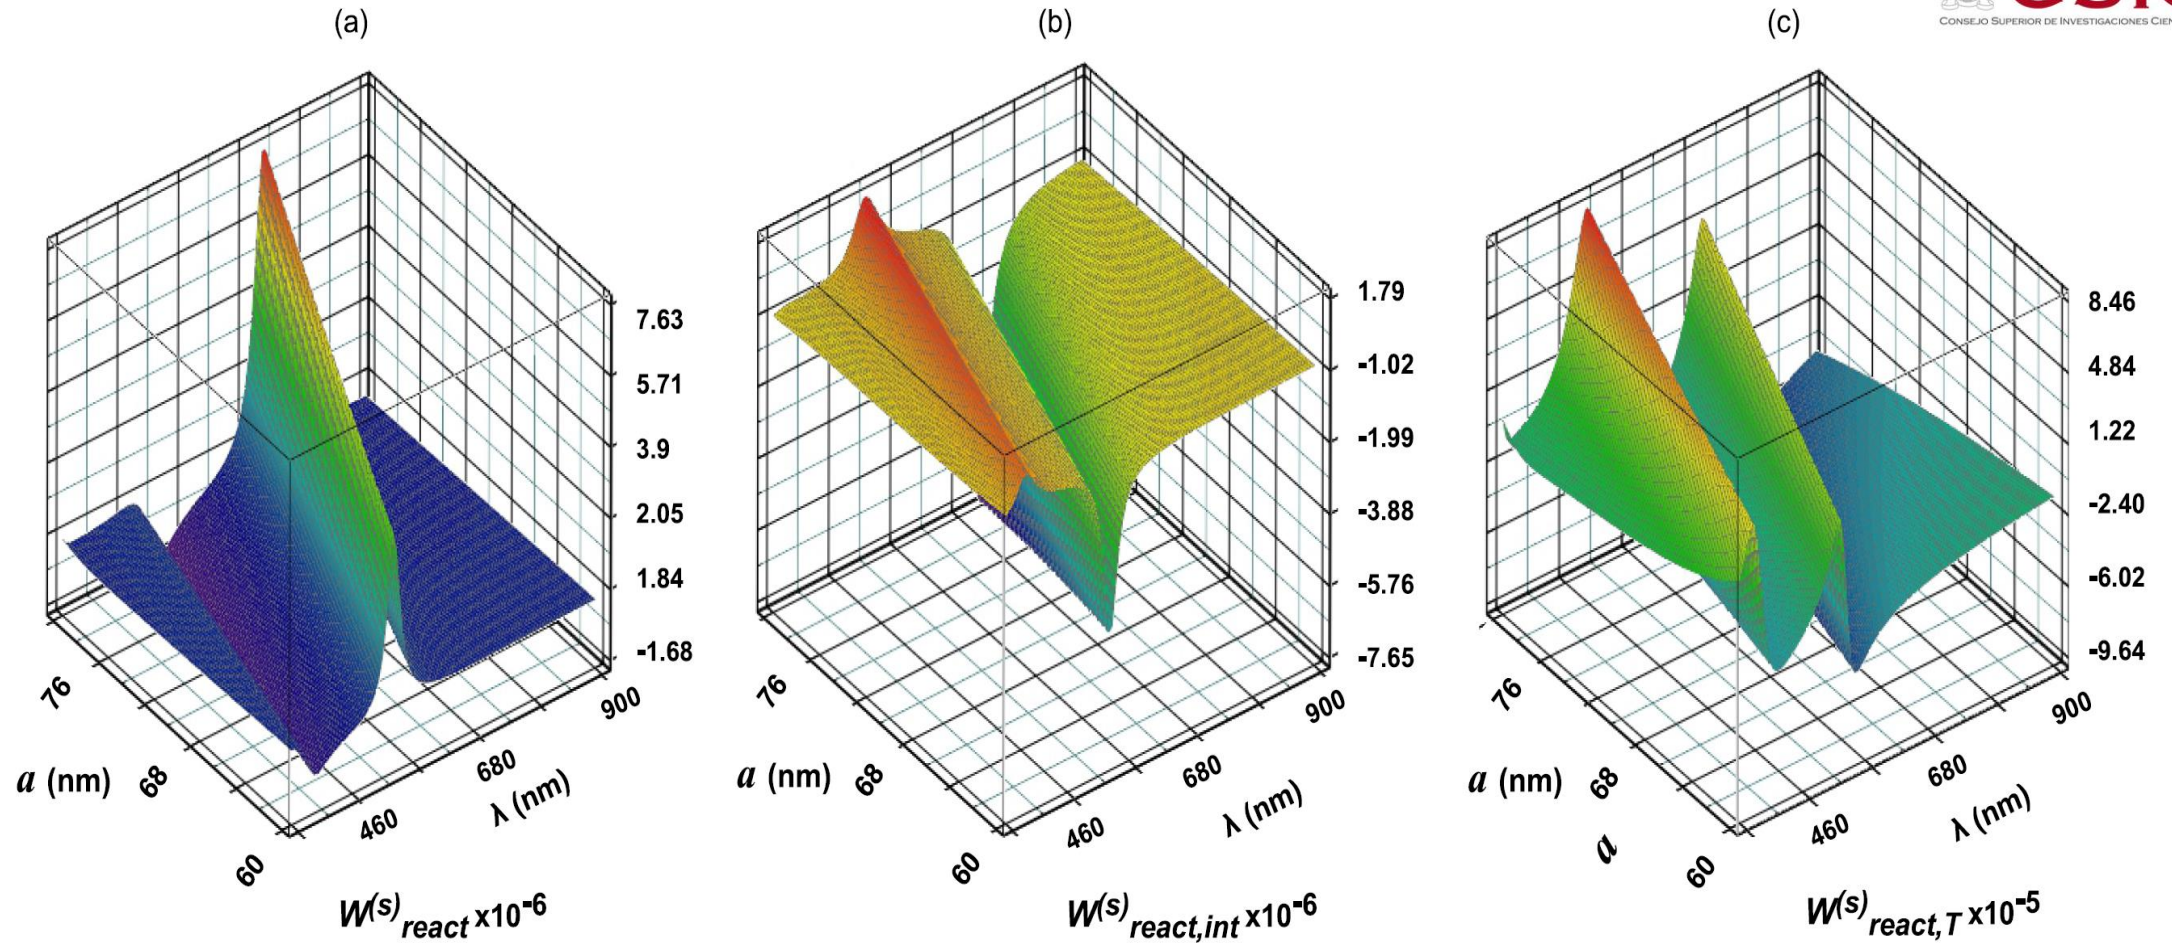 (a)
7.63
5.71
3.9
2.05
1.84
-1.68
76
68
60
a (nm)
460
680
900
λ (nm)
W(s)react x10-6
(b)
1.79
-1.02
-1.99
-3.88
-5.76
-7.65
76
68
60
a (nm)
460
680
900
λ (nm)
W(s)react,int x10-6
(c)
8.46
4.84
1.22
-2.40
-6.02
-9.64
76
68
60
a (nm)
a
460
680
900
λ (nm)
W(s)react,T x10-5
CONSEJO SUPERIOR DE INVESTIGACIONES